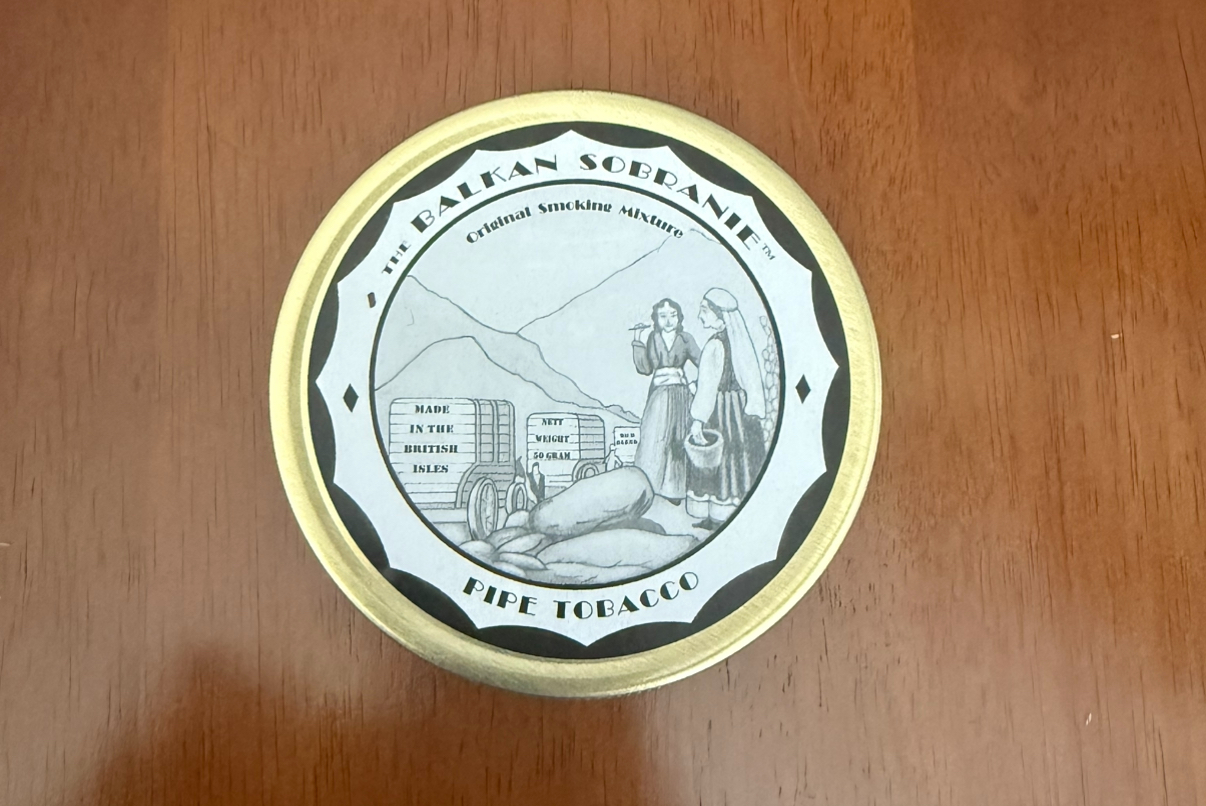 THE BALKAN SOBRANIE™
Original Smoking Mixture
MADE
IN THE
BRITISH
ISLES
NETT
WEIGHT
50 GRAM
PIPE TOBACCO